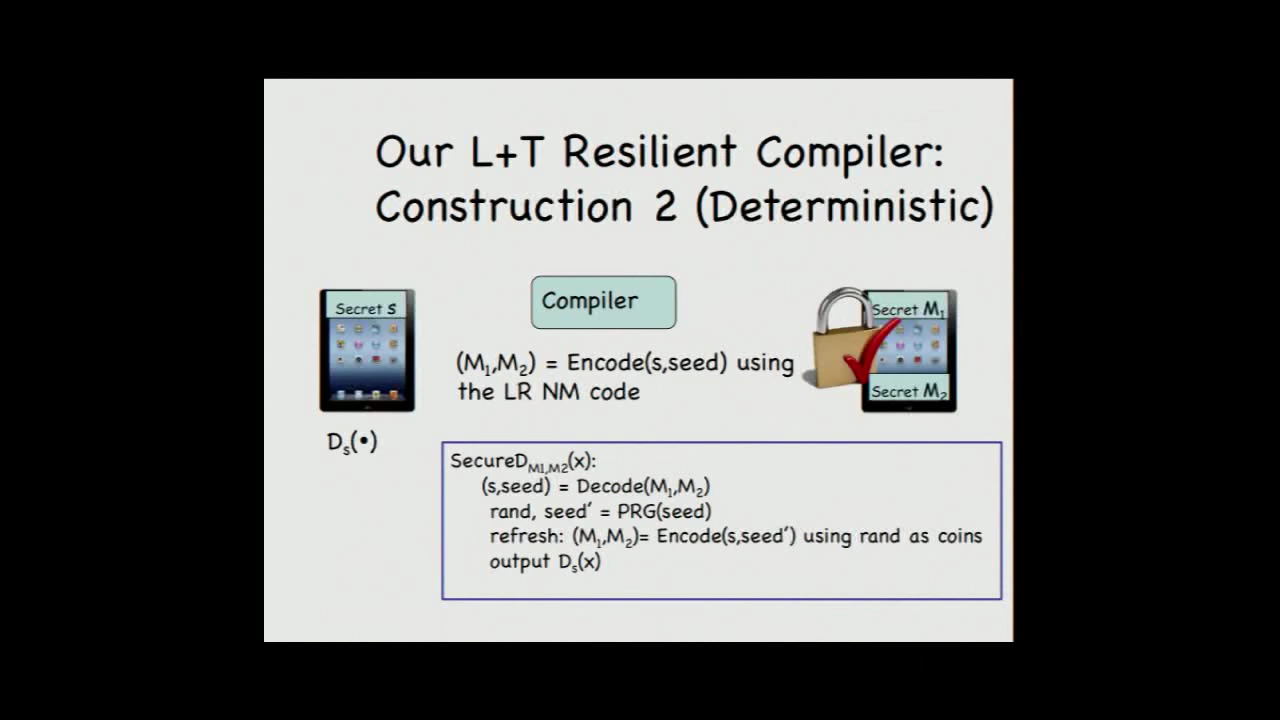 Our L+T Resilient Compiler:
Construction 2 (Deterministic)
Compiler
Secret s
Secret M₁
(M₁,M₂) = Encode(s,seed) using
the LR NM code
Secret M₂
Dₛ(•)
SecureD_M1,M2(x):
(s,seed) = Decode(M₁,M₂)
rand, seed′ = PRG(seed)
refresh: (M₁,M₂)= Encode(s,seed′) using rand as coins
output Dₛ(x)